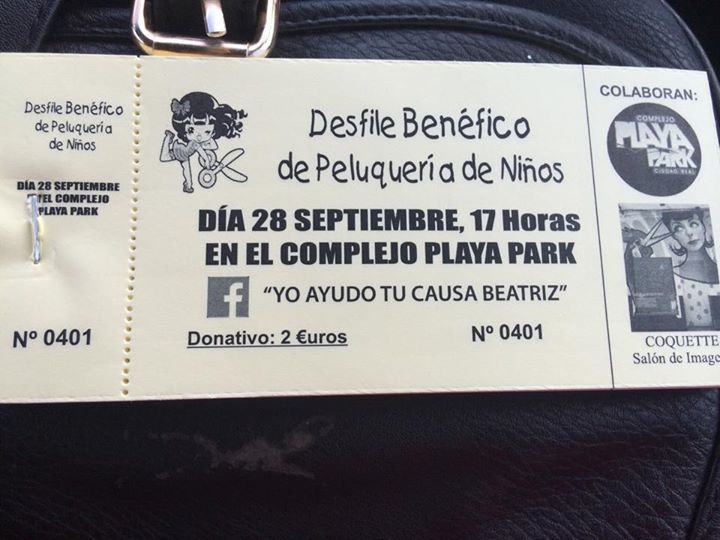 Desfile Benéfico
de Peluquería
de Niños
DÍA 28 SEPTIEMBRE
EL COMPLEJO
PLAYA PARK
Nº 0401
Desfile Benéfico
de Peluquería de Niños
DÍA 28 SEPTIEMBRE, 17 Horas
EN EL COMPLEJO PLAYA PARK
f "YO AYUDO TU CAUSA BEATRIZ"
Donativo: 2 €uros
Nº 0401
COLABORAN:
COMPLEJO
PLAYA
PARK
CIUDAD REAL
COQUETTE
Salón de Image